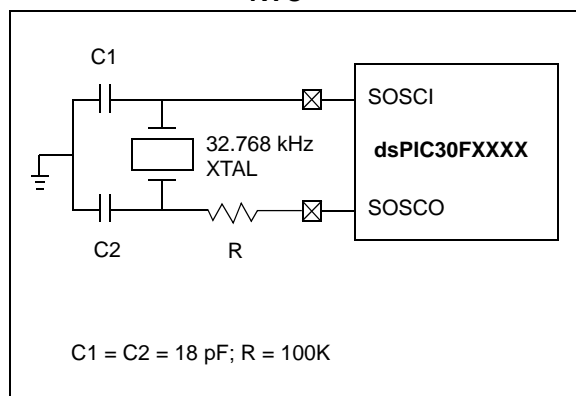 C1
SOSCI
32.768 kHz
XTAL
dsPIC30FXXXX
SOSCO
C2
R
C1 = C2 = 18 pF; R = 100K